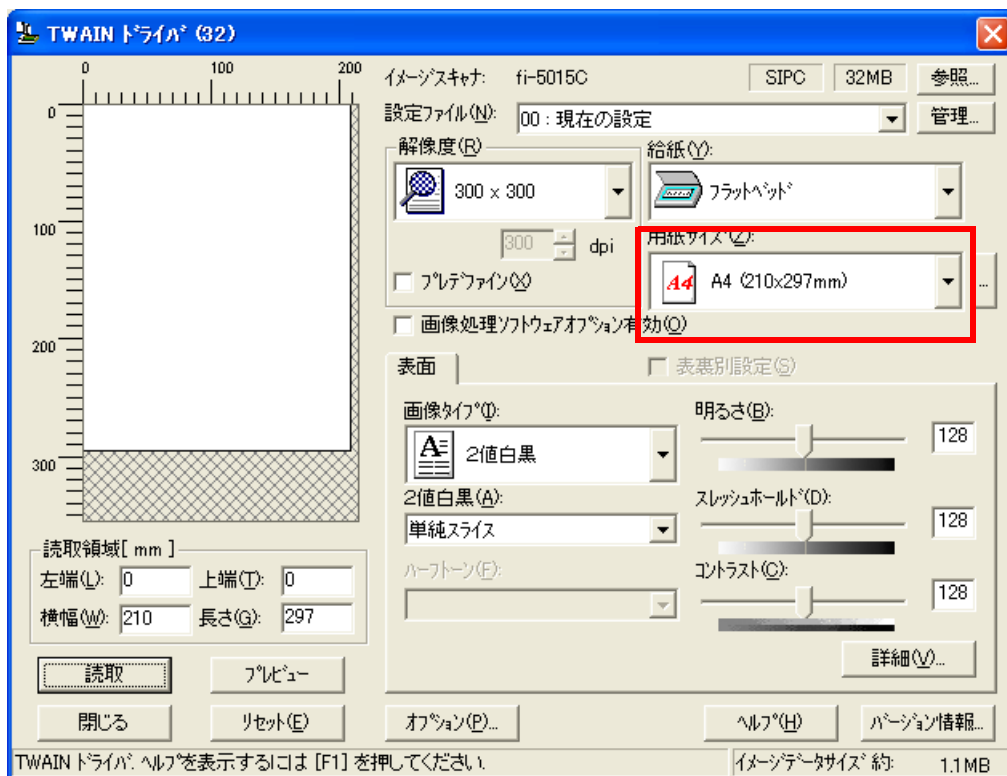 TWAIN ﾄﾞﾗｲﾊﾞ (32)
0 100 200
0
100
200
300
ｲﾒｰｼﾞｽｷｬﾅ: fi-5015C SIPC 32MB 参照...
設定ﾌｧｲﾙ(N): 00 : 現在の設定 管理...
解像度(R)
300 × 300
300 dpi
ﾌﾟﾚﾃﾞﾌｧｲﾝ(X)
給紙(Y):
ﾌﾗｯﾄﾍﾞｯﾄﾞ
用紙ｻｲｽﾞ(Z):
A4 A4 (210x297mm) ...
画像処理ｿﾌﾄｳｪｱｵﾌﾟｼｮﾝ有効(O)
表面
表裏別設定(S)
画像ﾀｲﾌﾟ(I):
2値白黒
2値白黒(A):
単純ｽﾗｲｽ
ﾊｰﾌﾄｰﾝ(F):
明るさ(B):
128
ｽﾚｯｼｭﾎｰﾙﾄﾞ(D):
128
ｺﾝﾄﾗｽﾄ(C):
128
詳細(V)...
読取領域[ mm ]
左端(L): 0 上端(T): 0
横幅(W): 210 長さ(G): 297
読取 ﾌﾟﾚﾋﾞｭｰ
閉じる ﾘｾｯﾄ(E) ｵﾌﾟｼｮﾝ(P)... ﾍﾙﾌﾟ(H) ﾊﾞｰｼﾞｮﾝ情報...
TWAIN ﾄﾞﾗｲﾊﾞ. ﾍﾙﾌﾟを表示するには [F1] を押してください. ｲﾒｰｼﾞﾃﾞｰﾀｻｲｽﾞ約: 1.1MB